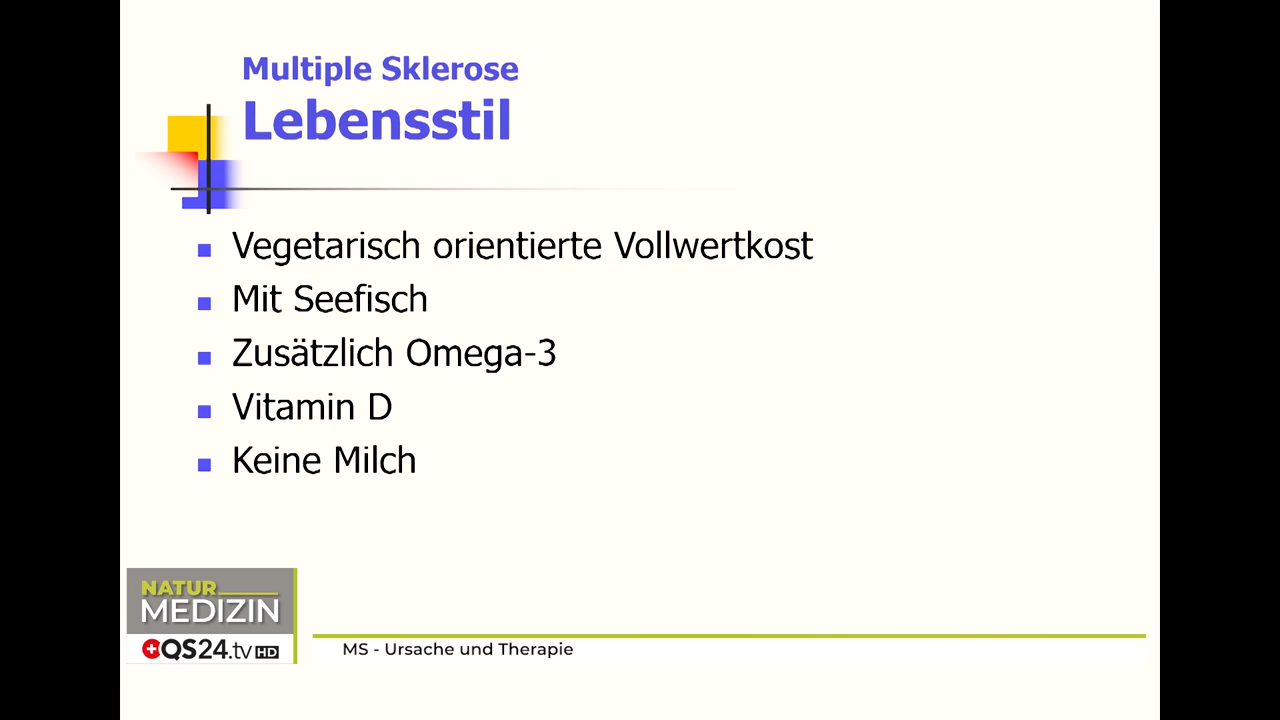 Multiple Sklerose
Lebensstil
Vegetarisch orientierte Vollwertkost
Mit Seefisch
Zusätzlich Omega-3
Vitamin D
Keine Milch
NATUR
MEDIZIN
QS24.tv HD
MS - Ursache und Therapie